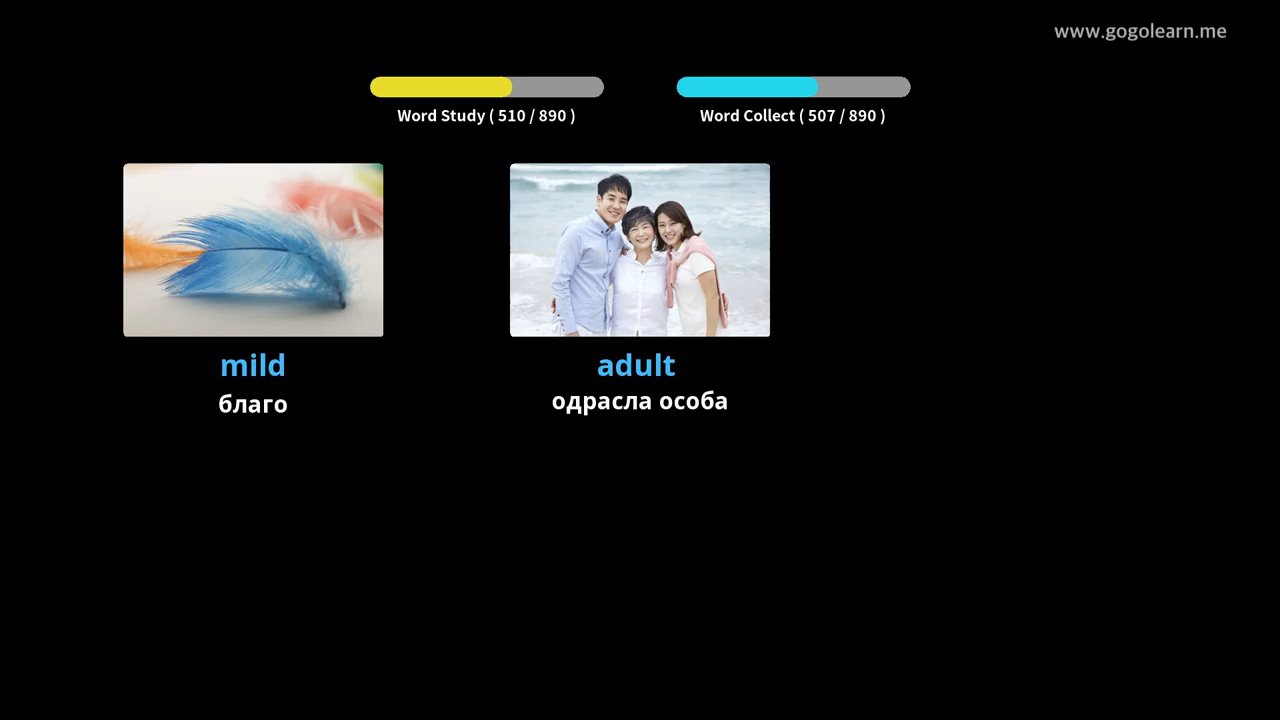 www.gogolearn.me
Word Study ( 510 / 890 )
Word Collect ( 507 / 890 )
mild
благо
adult
одрасла особа